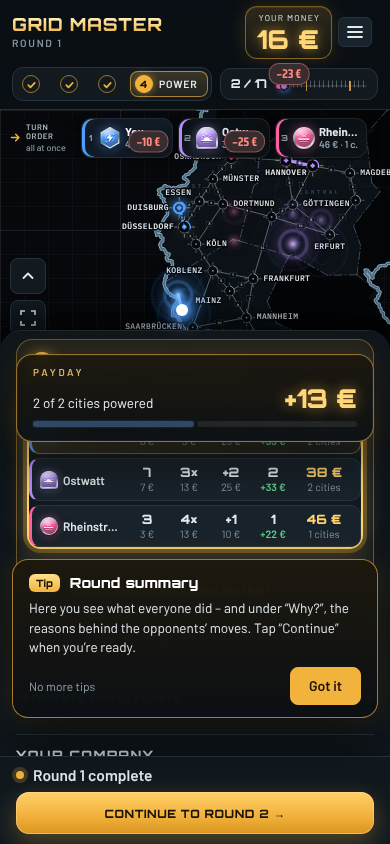 GRID MASTER
ROUND 1
YOUR MONEY
16 €
4 POWER
2 / 17
-23 €
TURN
ORDER
all at once
1
-10 €
2
-25 €
3 Rhein...
46 € · 1 c.
MÜNSTER
HANNOVER
MAGDEB
ESSEN
DUISBURG
DORTMUND
GÖTTINGEN
DÜSSELDORF
KÖLN
ERFURT
KOBLENZ
FRANKFURT
MAINZ
MANNHEIM
SAARBRÜCKEN
PAYDAY
2 of 2 cities powered
+13 €
Ostwatt 7 3x +2 2 38 €
7 € 13 € 25 € +33 € 2 cities
Rheinstr... 3 4x +1 1 46 €
3 € 13 € 10 € +22 € 1 cities
Tip Round summary
Here you see what everyone did – and under “Why?”, the
reasons behind the opponents’ moves. Tap “Continue”
when you’re ready.
No more tips
Got it
YOUR COMPANY
Round 1 complete
CONTINUE TO ROUND 2 →